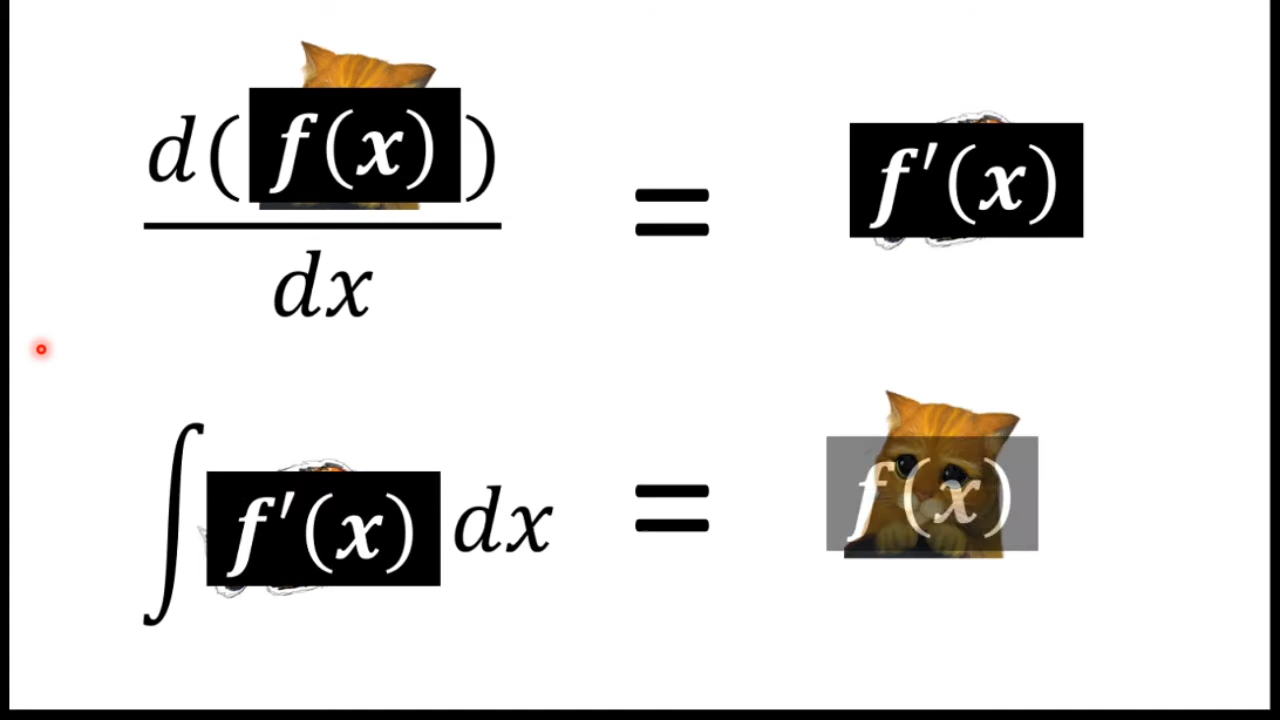 d( f(x) )
dx
= f′(x)
∫ f′(x) dx = f(x)